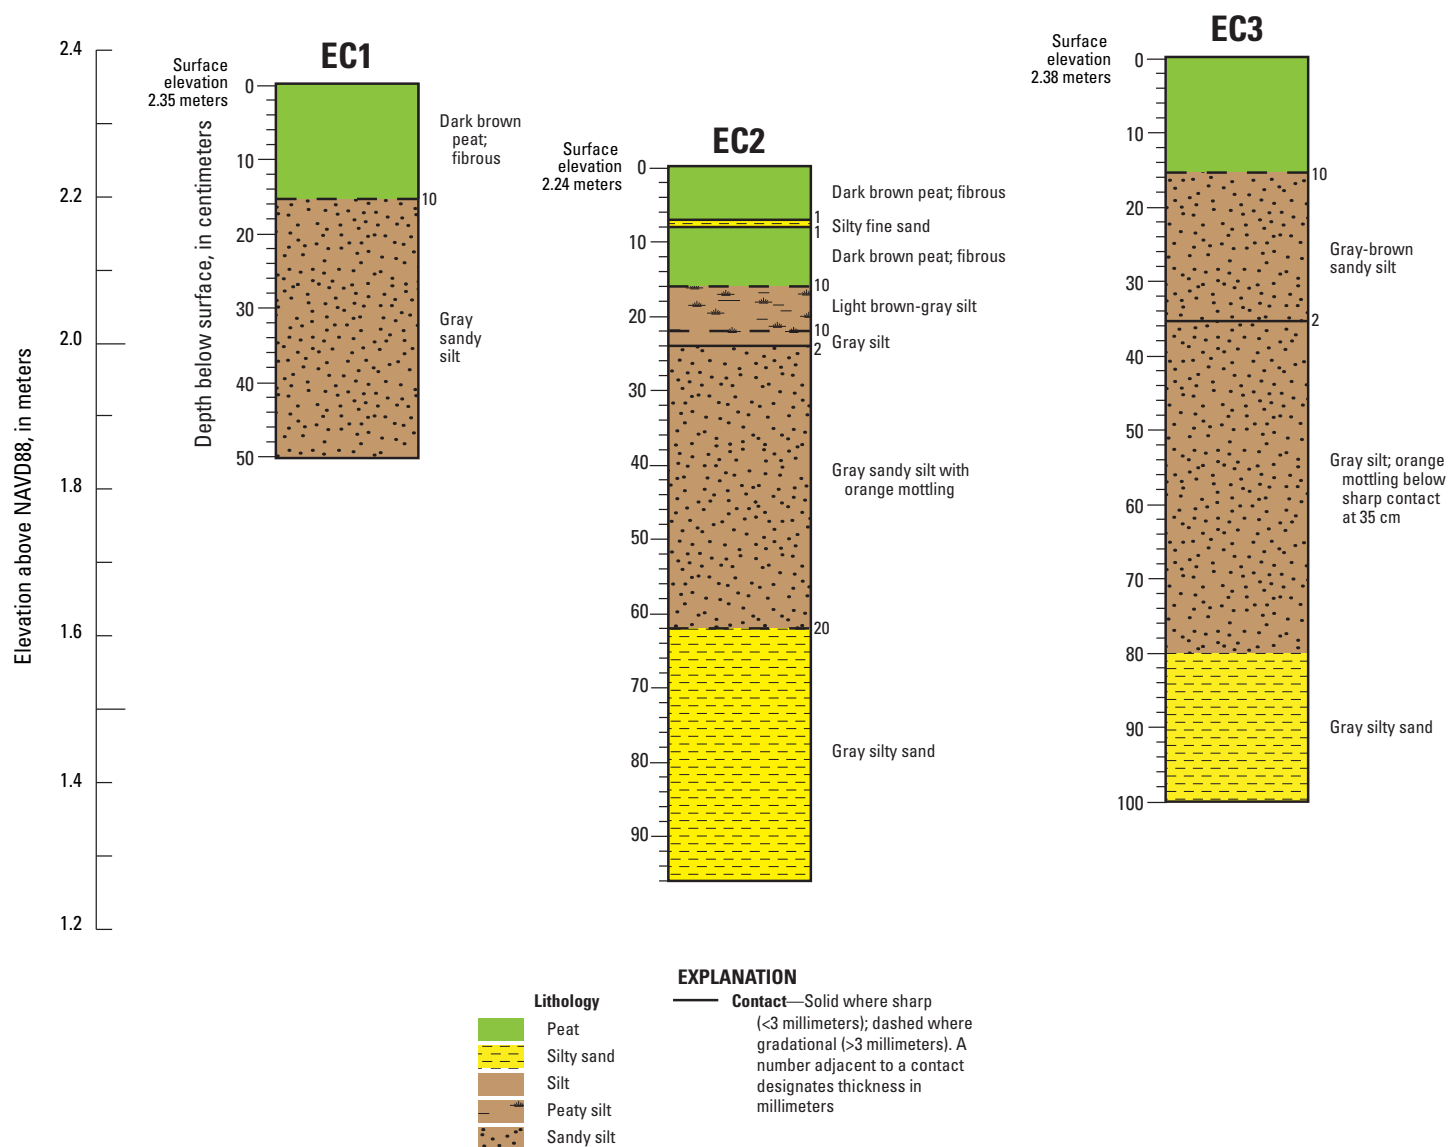 Elevation above NAVD88, in meters
2.4
2.2
2.0
1.8
1.6
1.4
1.2
EC1
Surface
elevation
2.35 meters
Depth below surface, in centimeters
0
10
20
30
40
50
Dark brown
peat;
fibrous
10
Gray
sandy
silt
EC2
Surface
elevation
2.24 meters
0
10
20
30
40
50
60
70
80
90
Dark brown peat; fibrous
1
Silty fine sand
1
Dark brown peat; fibrous
10
Light brown-gray silt
10
Gray silt
2
Gray sandy silt with
orange mottling
20
Gray silty sand
EC3
Surface
elevation
2.38 meters
0
10
20
30
40
50
60
70
80
90
100
10
Gray-brown
sandy silt
2
Gray silt; orange
mottling below
sharp contact
at 35 cm
Gray silty sand
EXPLANATION
Lithology
Peat
Silty sand
Silt
Peaty silt
Sandy silt
Contact—Solid where sharp
(<3 millimeters); dashed where
gradational (>3 millimeters). A
number adjacent to a contact
designates thickness in
millimeters